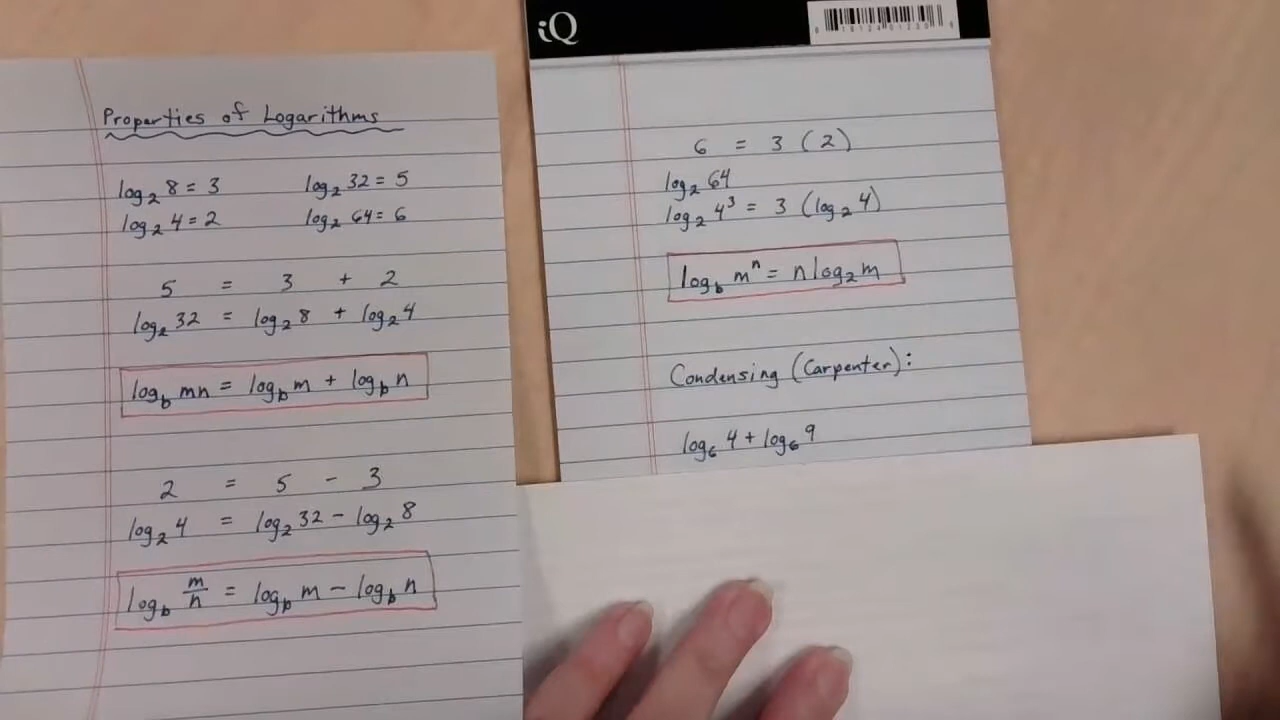 Properties of Logarithms
log₂ 8 = 3 log₂ 32 = 5
log₂ 4 = 2 log₂ 64 = 6
5 = 3 + 2
log₂ 32 = log₂ 8 + log₂ 4
log_b mn = log_b m + log_b n
2 = 5 - 3
log₂ 4 = log₂ 32 - log₂ 8
log_b m/n = log_b m - log_b n
iQ
6 = 3 (2)
log₂ 64
log₂ 4³ = 3 (log₂ 4)
log_b mⁿ = n log₂ m
Condensing (Carpenter):
log₆ 4 + log₆ 9